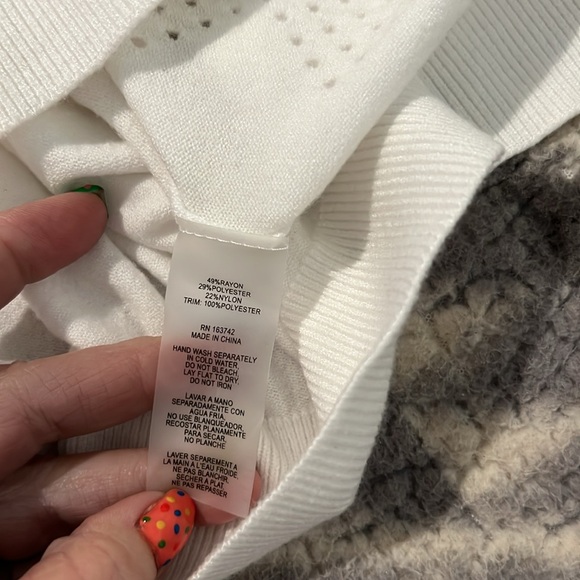 49%RAYON
29%POLYESTER
22%NYLON
TRIM: 100%POLYESTER
RN 163742
MADE IN CHINA
HAND WASH SEPARATELY
IN COLD WATER,
DO NOT BLEACH,
LAY FLAT TO DRY,
DO NOT IRON
LAVAR A MANO
SEPARADAMENTE CON
AGUA FRIA,
NO USE BLANQUEADOR,
RECOSTAR PLANAMENTE
PARA SECAR,
NO PLANCHE
LAVER SEPAREMENT A
LA MAIN A L'EAU FROIDE,
NE PAS BLANCHIR,
SECHER A PLAT
NE PAS REPASSER